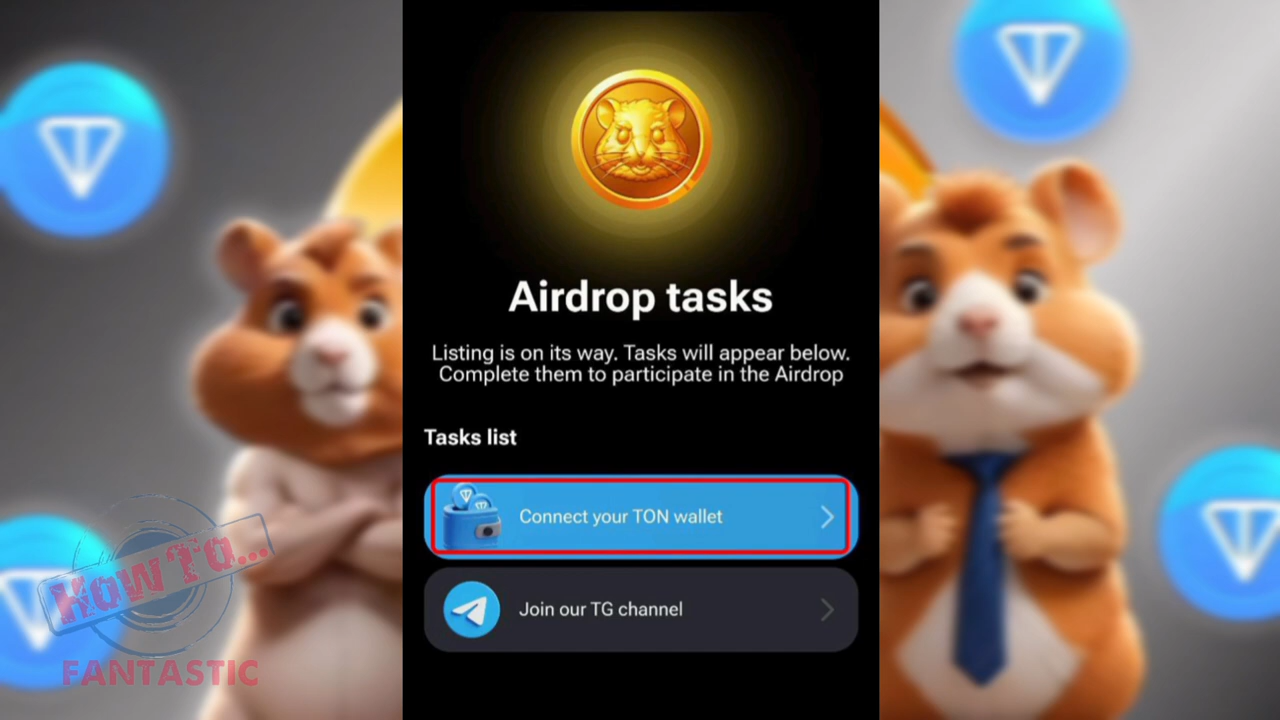 Airdrop tasks
Listing is on its way. Tasks will appear below.
Complete them to participate in the Airdrop
Tasks list
Connect your TON wallet
Join our TG channel
HOW TO...
FANTASTIC